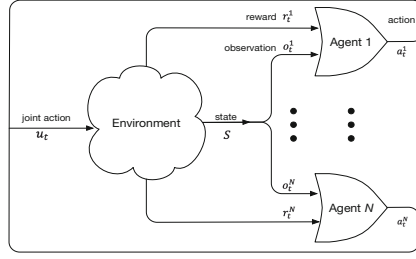 reward r_t^1
action
Agent 1
observation o_t^1
a_t^1
joint action
u_t
Environment
state
S
o_t^N
Agent N
r_t^N
a_t^N